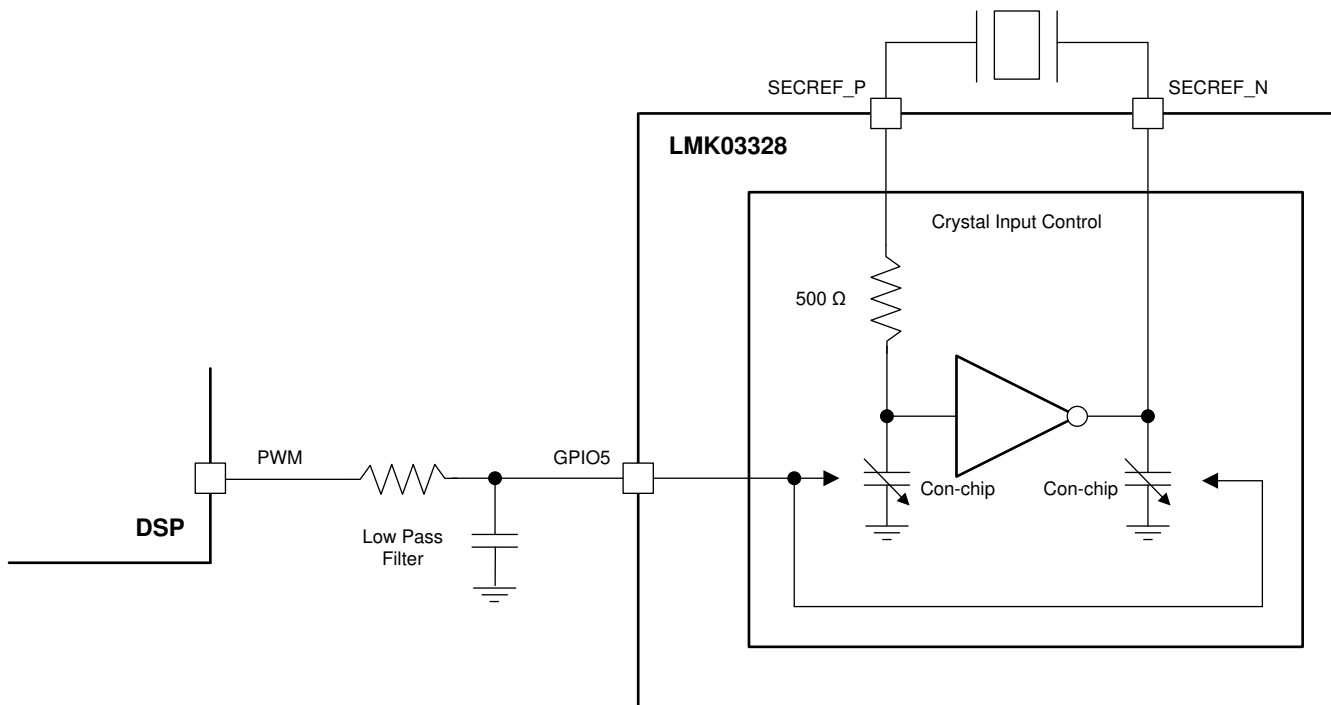 SECREF_P
SECREF_N
LMK03328
Crystal Input Control
500 Ω
PWM
GPIO5
Con-chip
Con-chip
DSP
Low Pass
Filter